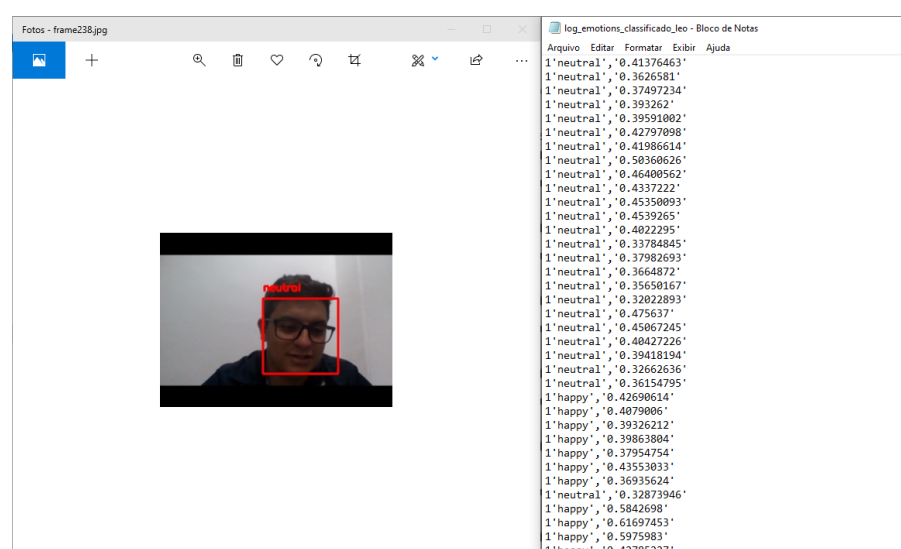 Fotos - frame238.jpg
neutral
log_emotions_classificado_leo - Bloco de Notas
Arquivo Editar Formatar Exibir Ajuda
1'neutral','0.41376463'
1'neutral','0.3626581'
1'neutral','0.37497234'
1'neutral','0.393262'
1'neutral','0.39591002'
1'neutral','0.42797098'
1'neutral','0.41986614'
1'neutral','0.50360626'
1'neutral','0.46400562'
1'neutral','0.4337222'
1'neutral','0.45350093'
1'neutral','0.4539265'
1'neutral','0.4022295'
1'neutral','0.33784845'
1'neutral','0.37982693'
1'neutral','0.3664872'
1'neutral','0.35650167'
1'neutral','0.32022893'
1'neutral','0.475637'
1'neutral','0.45067245'
1'neutral','0.40427226'
1'neutral','0.39418194'
1'neutral','0.32662636'
1'neutral','0.36154795'
1'happy','0.42690614'
1'happy','0.4079006'
1'happy','0.39326212'
1'happy','0.39863804'
1'happy','0.37954754'
1'happy','0.43553033'
1'happy','0.36935624'
1'neutral','0.32873946'
1'happy','0.5842698'
1'happy','0.61697453'
1'happy','0.5975983'